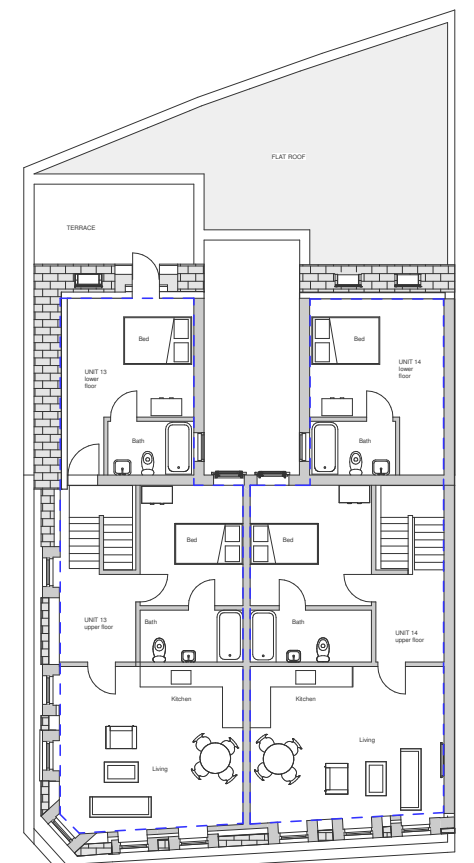 FLAT ROOF
TERRACE
Bed
Bed
UNIT 13
lower
floor
UNIT 14
lower
floor
Bath
Bath
Bed
Bed
UNIT 13
upper floor
Bath
Bath
UNIT 14
upper floor
Kitchen
Kitchen
Living
Living